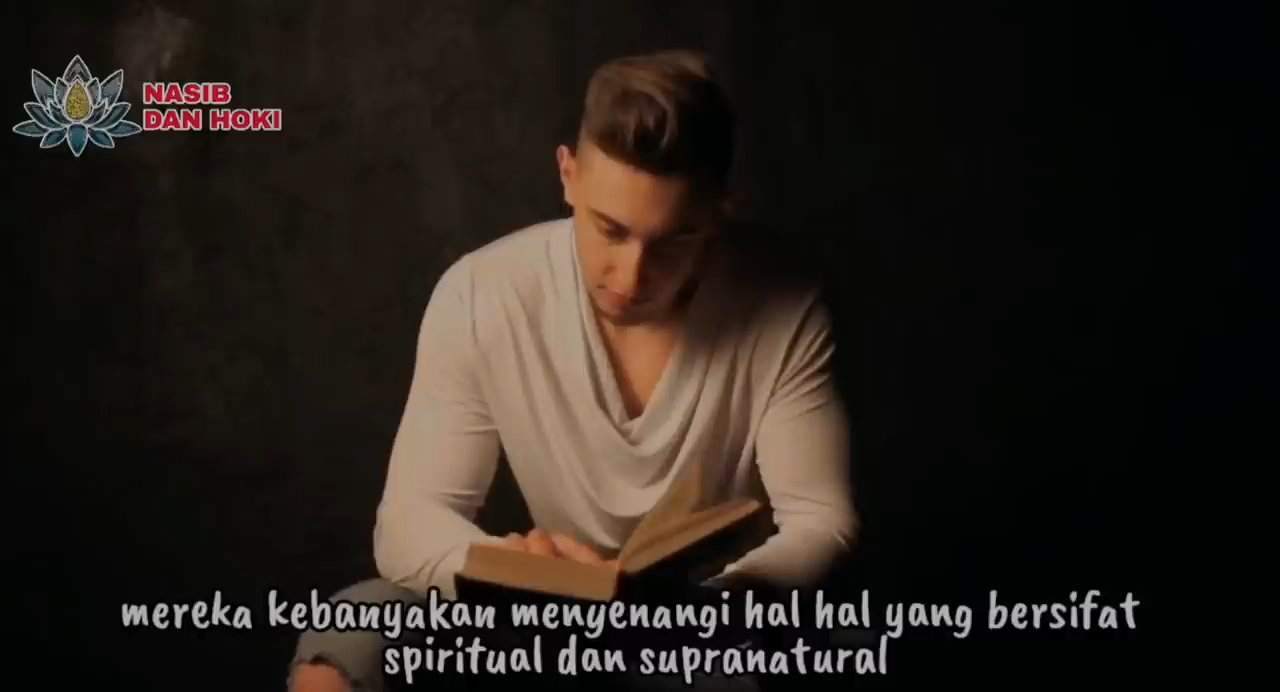 NASIB
DAN HOKI
mereka kebanyakan menyenangi hal hal yang bersifat
spiritual dan supranatural